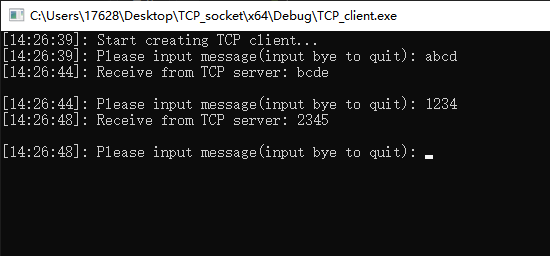 C:\Users\17628\Desktop\TCP_socket\x64\Debug\TCP_client.exe
[14:26:39]: Start creating TCP client...
[14:26:39]: Please input message(input bye to quit): abcd
[14:26:44]: Receive from TCP server: bcde
[14:26:44]: Please input message(input bye to quit): 1234
[14:26:48]: Receive from TCP server: 2345
[14:26:48]: Please input message(input bye to quit):